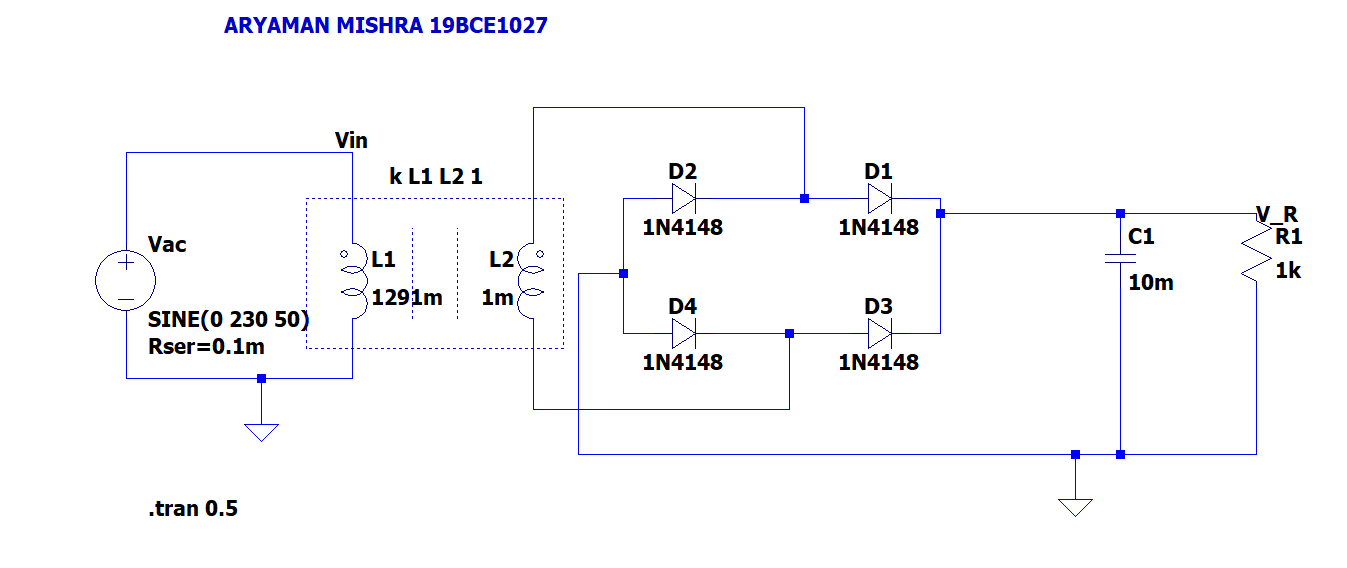 ARYAMAN MISHRA 19BCE1027
Vin
k L1 L2 1
D2
D1
1N4148
1N4148
V_R
Vac
L1
L2
C1
R1
1291m
1m
10m
1k
SINE(0 230 50)
Rser=0.1m
D4
D3
1N4148
1N4148
.tran 0.5